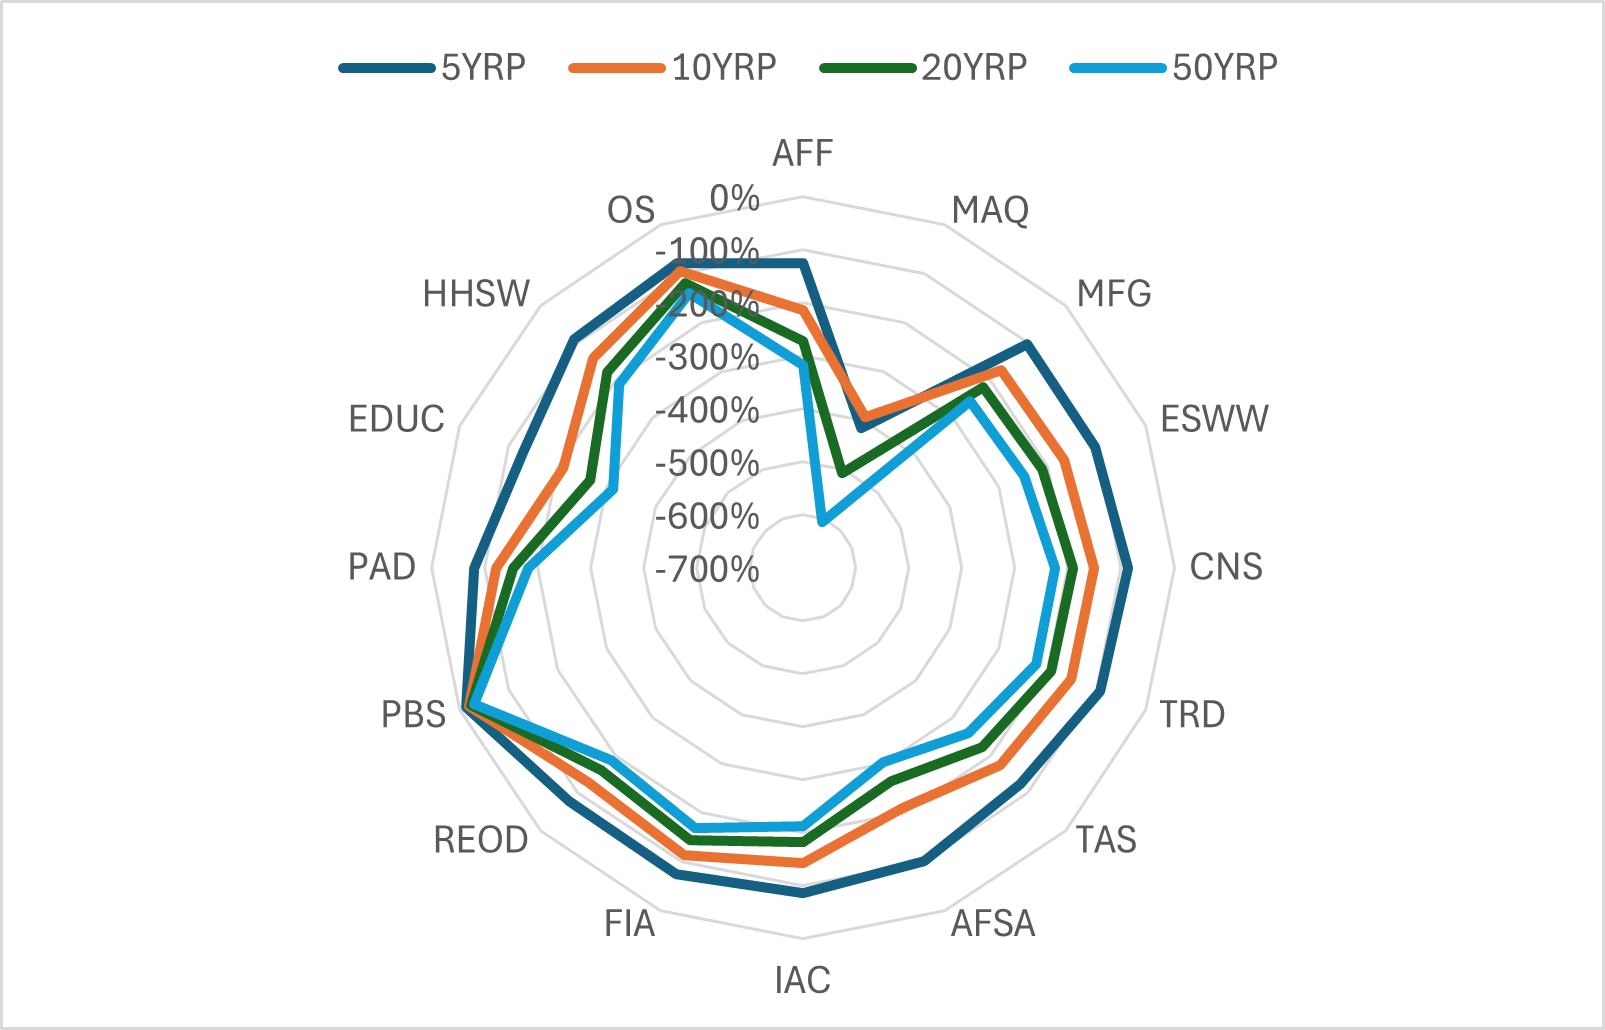 5YRP 10YRP 20YRP 50YRP
AFF
0%
OS
MAQ
-100%
HHSW
MFG
-200%
-300%
EDUC
-400%
ESWW
-500%
-600%
PAD
-700%
CNS
PBS
TRD
REOD
TAS
FIA
AFSA
IAC